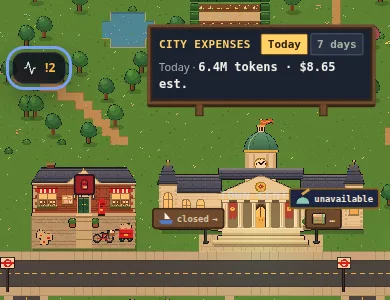 CITY EXPENSES Today 7 days
!2
Today · 6.4M tokens · $8.65
est.
unavailable
closed →